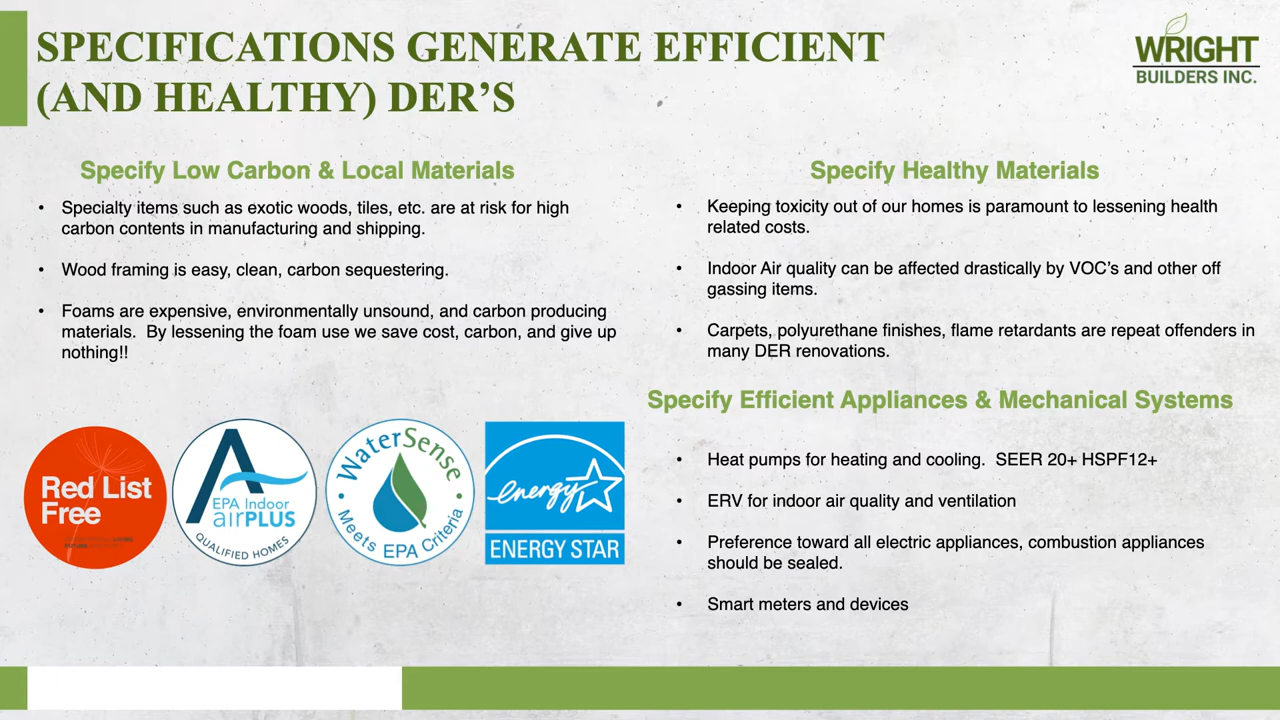 SPECIFICATIONS GENERATE EFFICIENT
(AND HEALTHY) DER'S
WRIGHT
BUILDERS INC.
Specify Low Carbon & Local Materials
• Specialty items such as exotic woods, tiles, etc. are at risk for high
carbon contents in manufacturing and shipping.
• Wood framing is easy, clean, carbon sequestering.
• Foams are expensive, environmentally unsound, and carbon producing
materials. By lessening the foam use we save cost, carbon, and give up
nothing!!
Red List
Free
EPA Indoor
airPLUS
QUALIFIED HOMES
WaterSense
Meets EPA Criteria
energy
ENERGY STAR
Specify Healthy Materials
• Keeping toxicity out of our homes is paramount to lessening health
related costs.
• Indoor Air quality can be affected drastically by VOC's and other off
gassing items.
• Carpets, polyurethane finishes, flame retardants are repeat offenders in
many DER renovations.
Specify Efficient Appliances & Mechanical Systems
• Heat pumps for heating and cooling. SEER 20+ HSPF12+
• ERV for indoor air quality and ventilation
• Preference toward all electric appliances, combustion appliances
should be sealed.
• Smart meters and devices